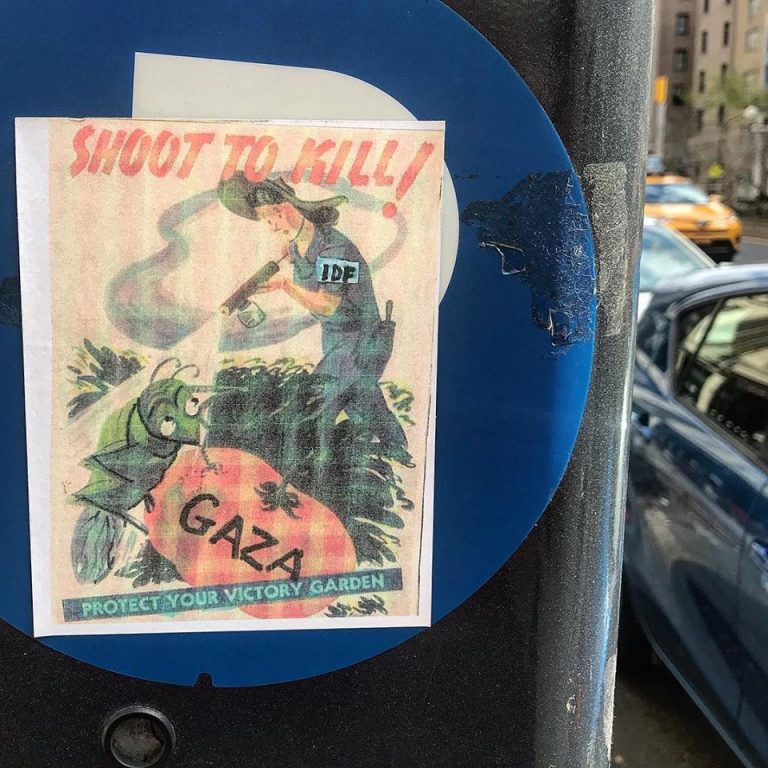 SHOOT TO KILL!
IDF
GAZA
PROTECT YOUR VICTORY GARDEN